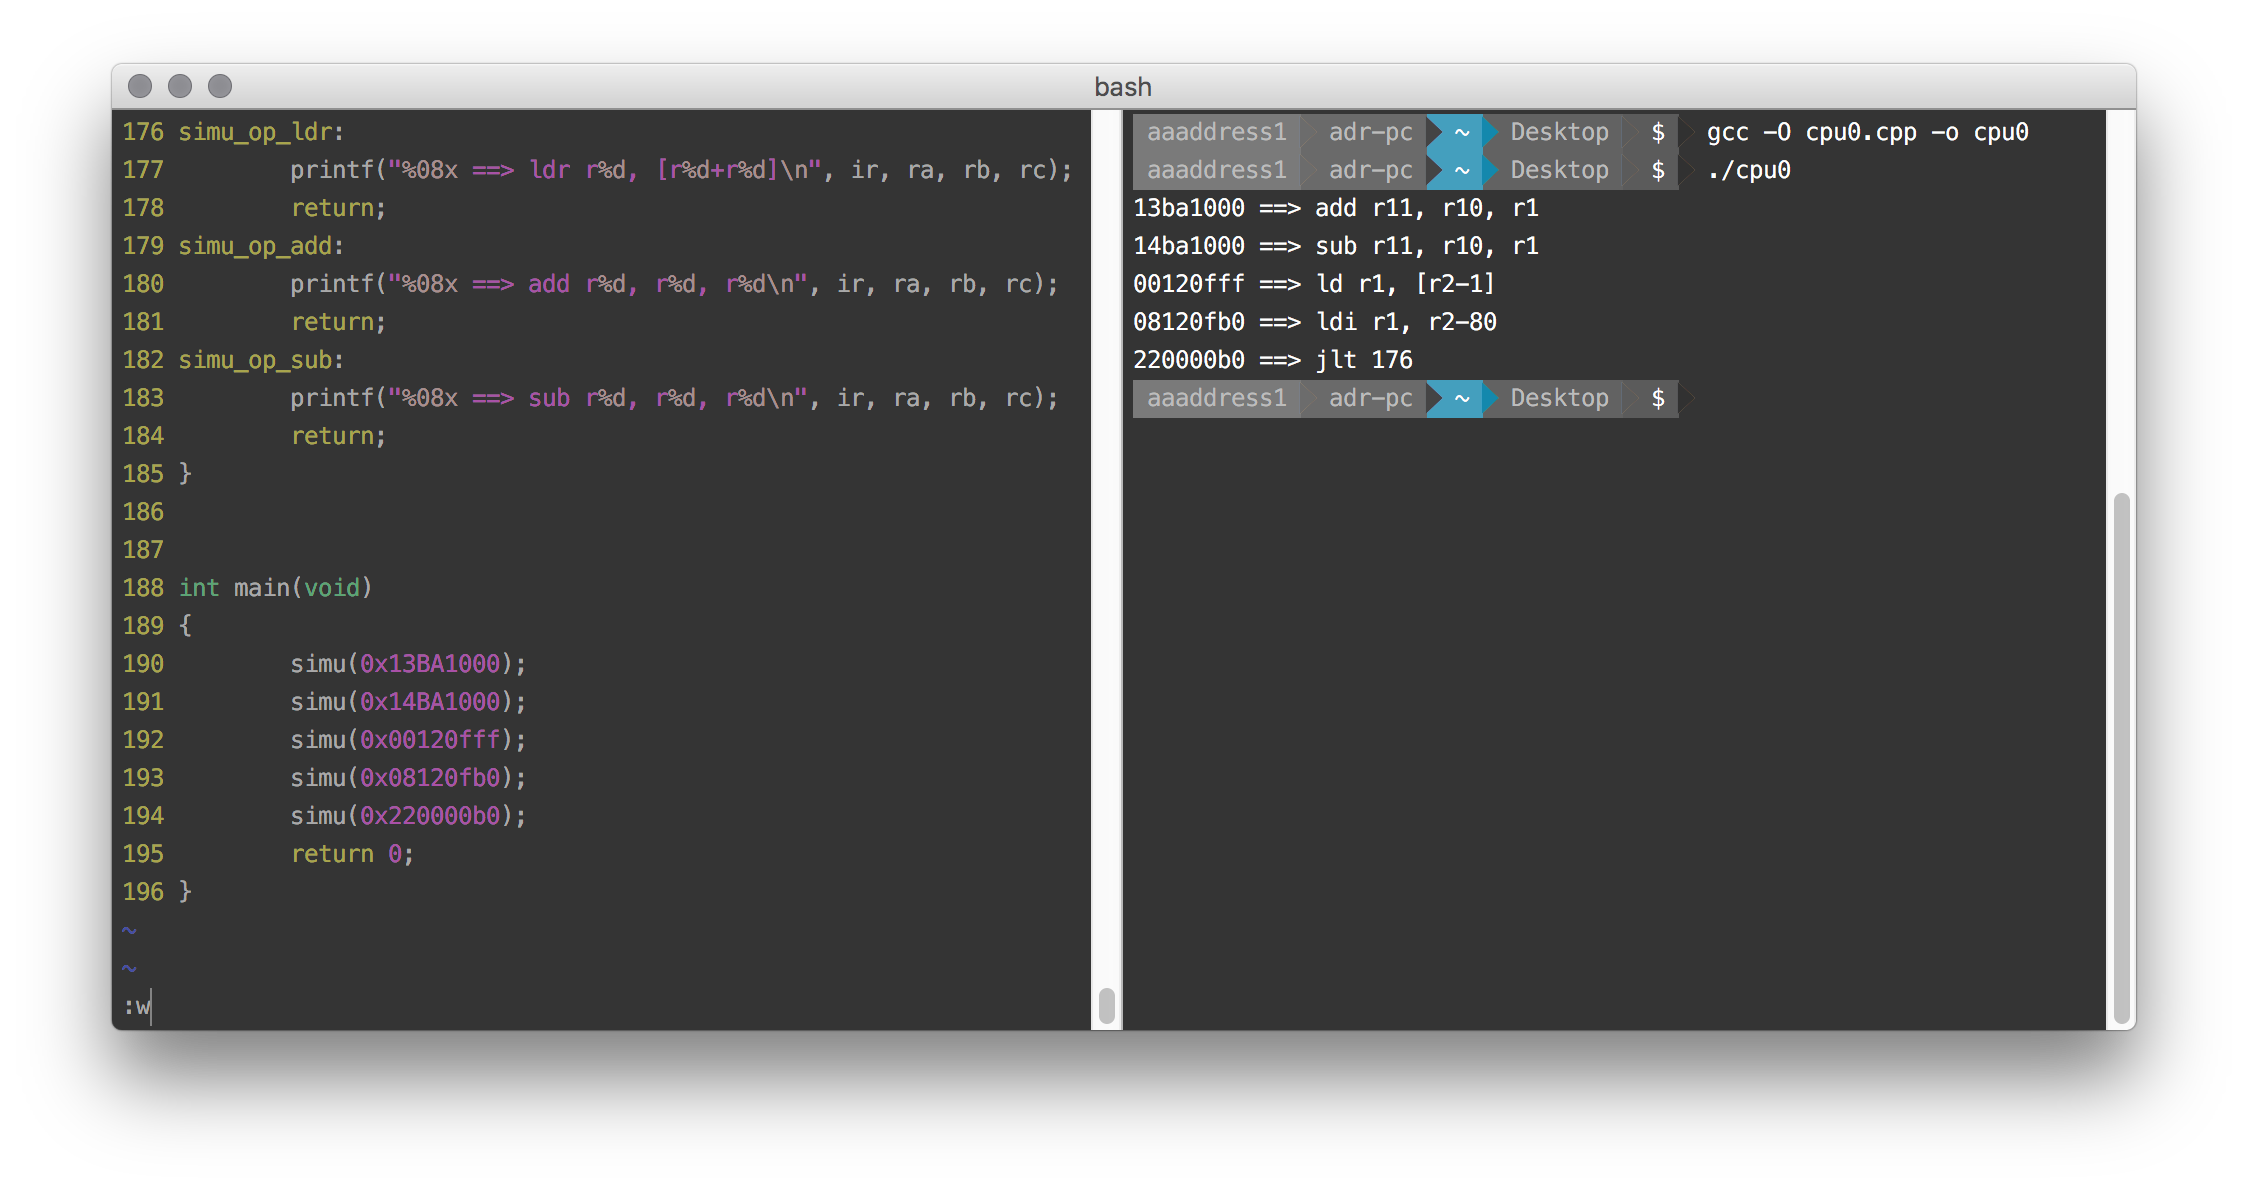 bash
176 simu_op_ldr:
177         printf("%08x ==> ldr r%d, [r%d+r%d]\n", ir, ra, rb, rc);
178         return;
179 simu_op_add:
180         printf("%08x ==> add r%d, r%d, r%d\n", ir, ra, rb, rc);
181         return;
182 simu_op_sub:
183         printf("%08x ==> sub r%d, r%d, r%d\n", ir, ra, rb, rc);
184         return;
185 }
186
187
188 int main(void)
189 {
190         simu(0x13BA1000);
191         simu(0x14BA1000);
192         simu(0x00120fff);
193         simu(0x08120fb0);
194         simu(0x220000b0);
195         return 0;
196 }
~
~
:w
aaaddress1 adr-pc ~ Desktop $ gcc -O cpu0.cpp -o cpu0
aaaddress1 adr-pc ~ Desktop $ ./cpu0
13ba1000 ==> add r11, r10, r1
14ba1000 ==> sub r11, r10, r1
00120fff ==> ld r1, [r2-1]
08120fb0 ==> ldi r1, r2-80
220000b0 ==> jlt 176
aaaddress1 adr-pc ~ Desktop $